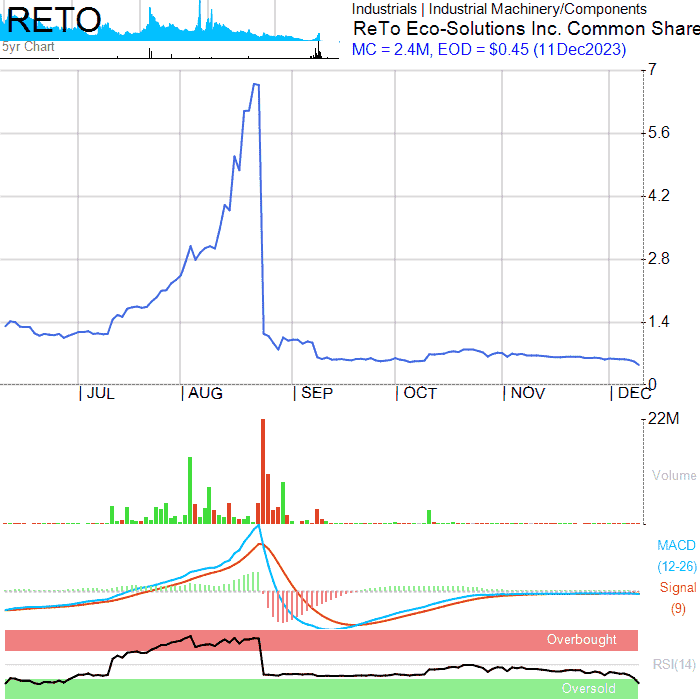 RETO
5yr Chart
Industrials | Industrial Machinery/Components
ReTo Eco-Solutions Inc. Common Share
MC = 2.4M, EOD = $0.45 (11Dec2023)
7
5.6
4.2
2.8
1.4
0
| JUL | AUG | SEP | OCT | NOV | DEC
22M
Volume
MACD
(12-26)
Signal
(9)
Overbought
RSI(14)
Oversold